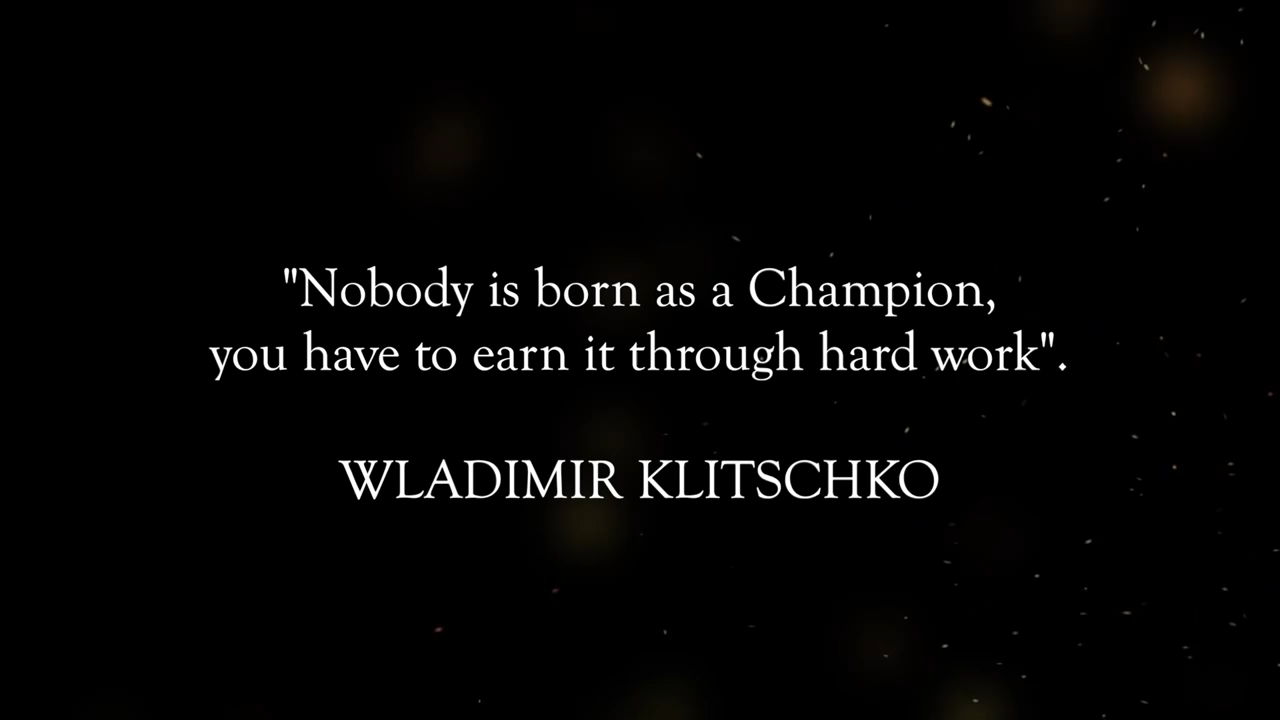 "Nobody is born as a Champion,
you have to earn it through hard work".
WLADIMIR KLITSCHKO